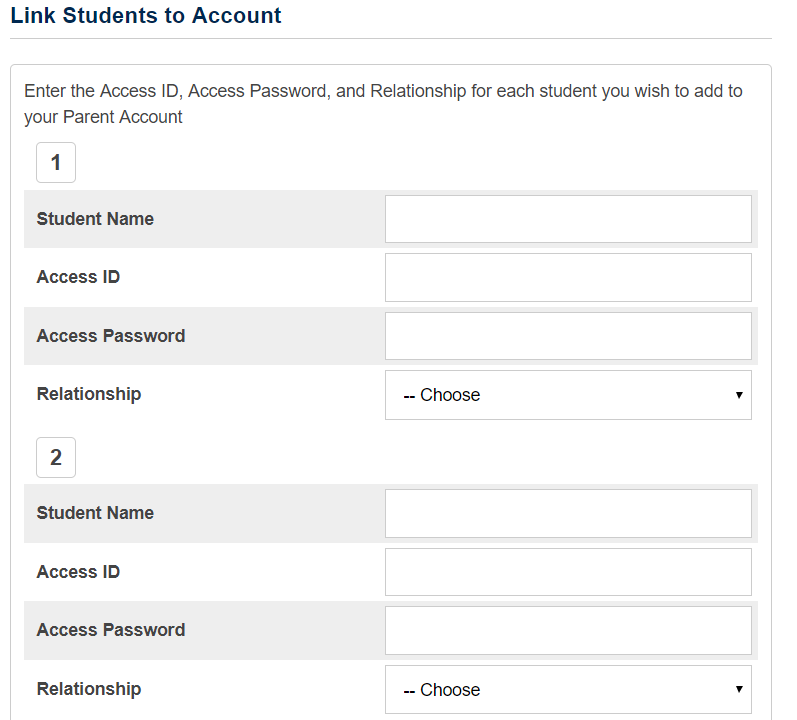 Link Students to Account
Enter the Access ID, Access Password, and Relationship for each student you wish to add to
your Parent Account
1
Student Name
Access ID
Access Password
Relationship -- Choose
2
Student Name
Access ID
Access Password
Relationship -- Choose